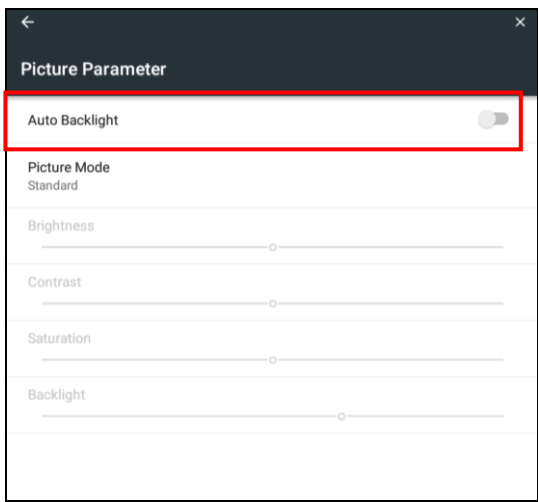 Picture Parameter
Auto Backlight
Picture Mode
Standard
Brightness
Contrast
Saturation
Backlight